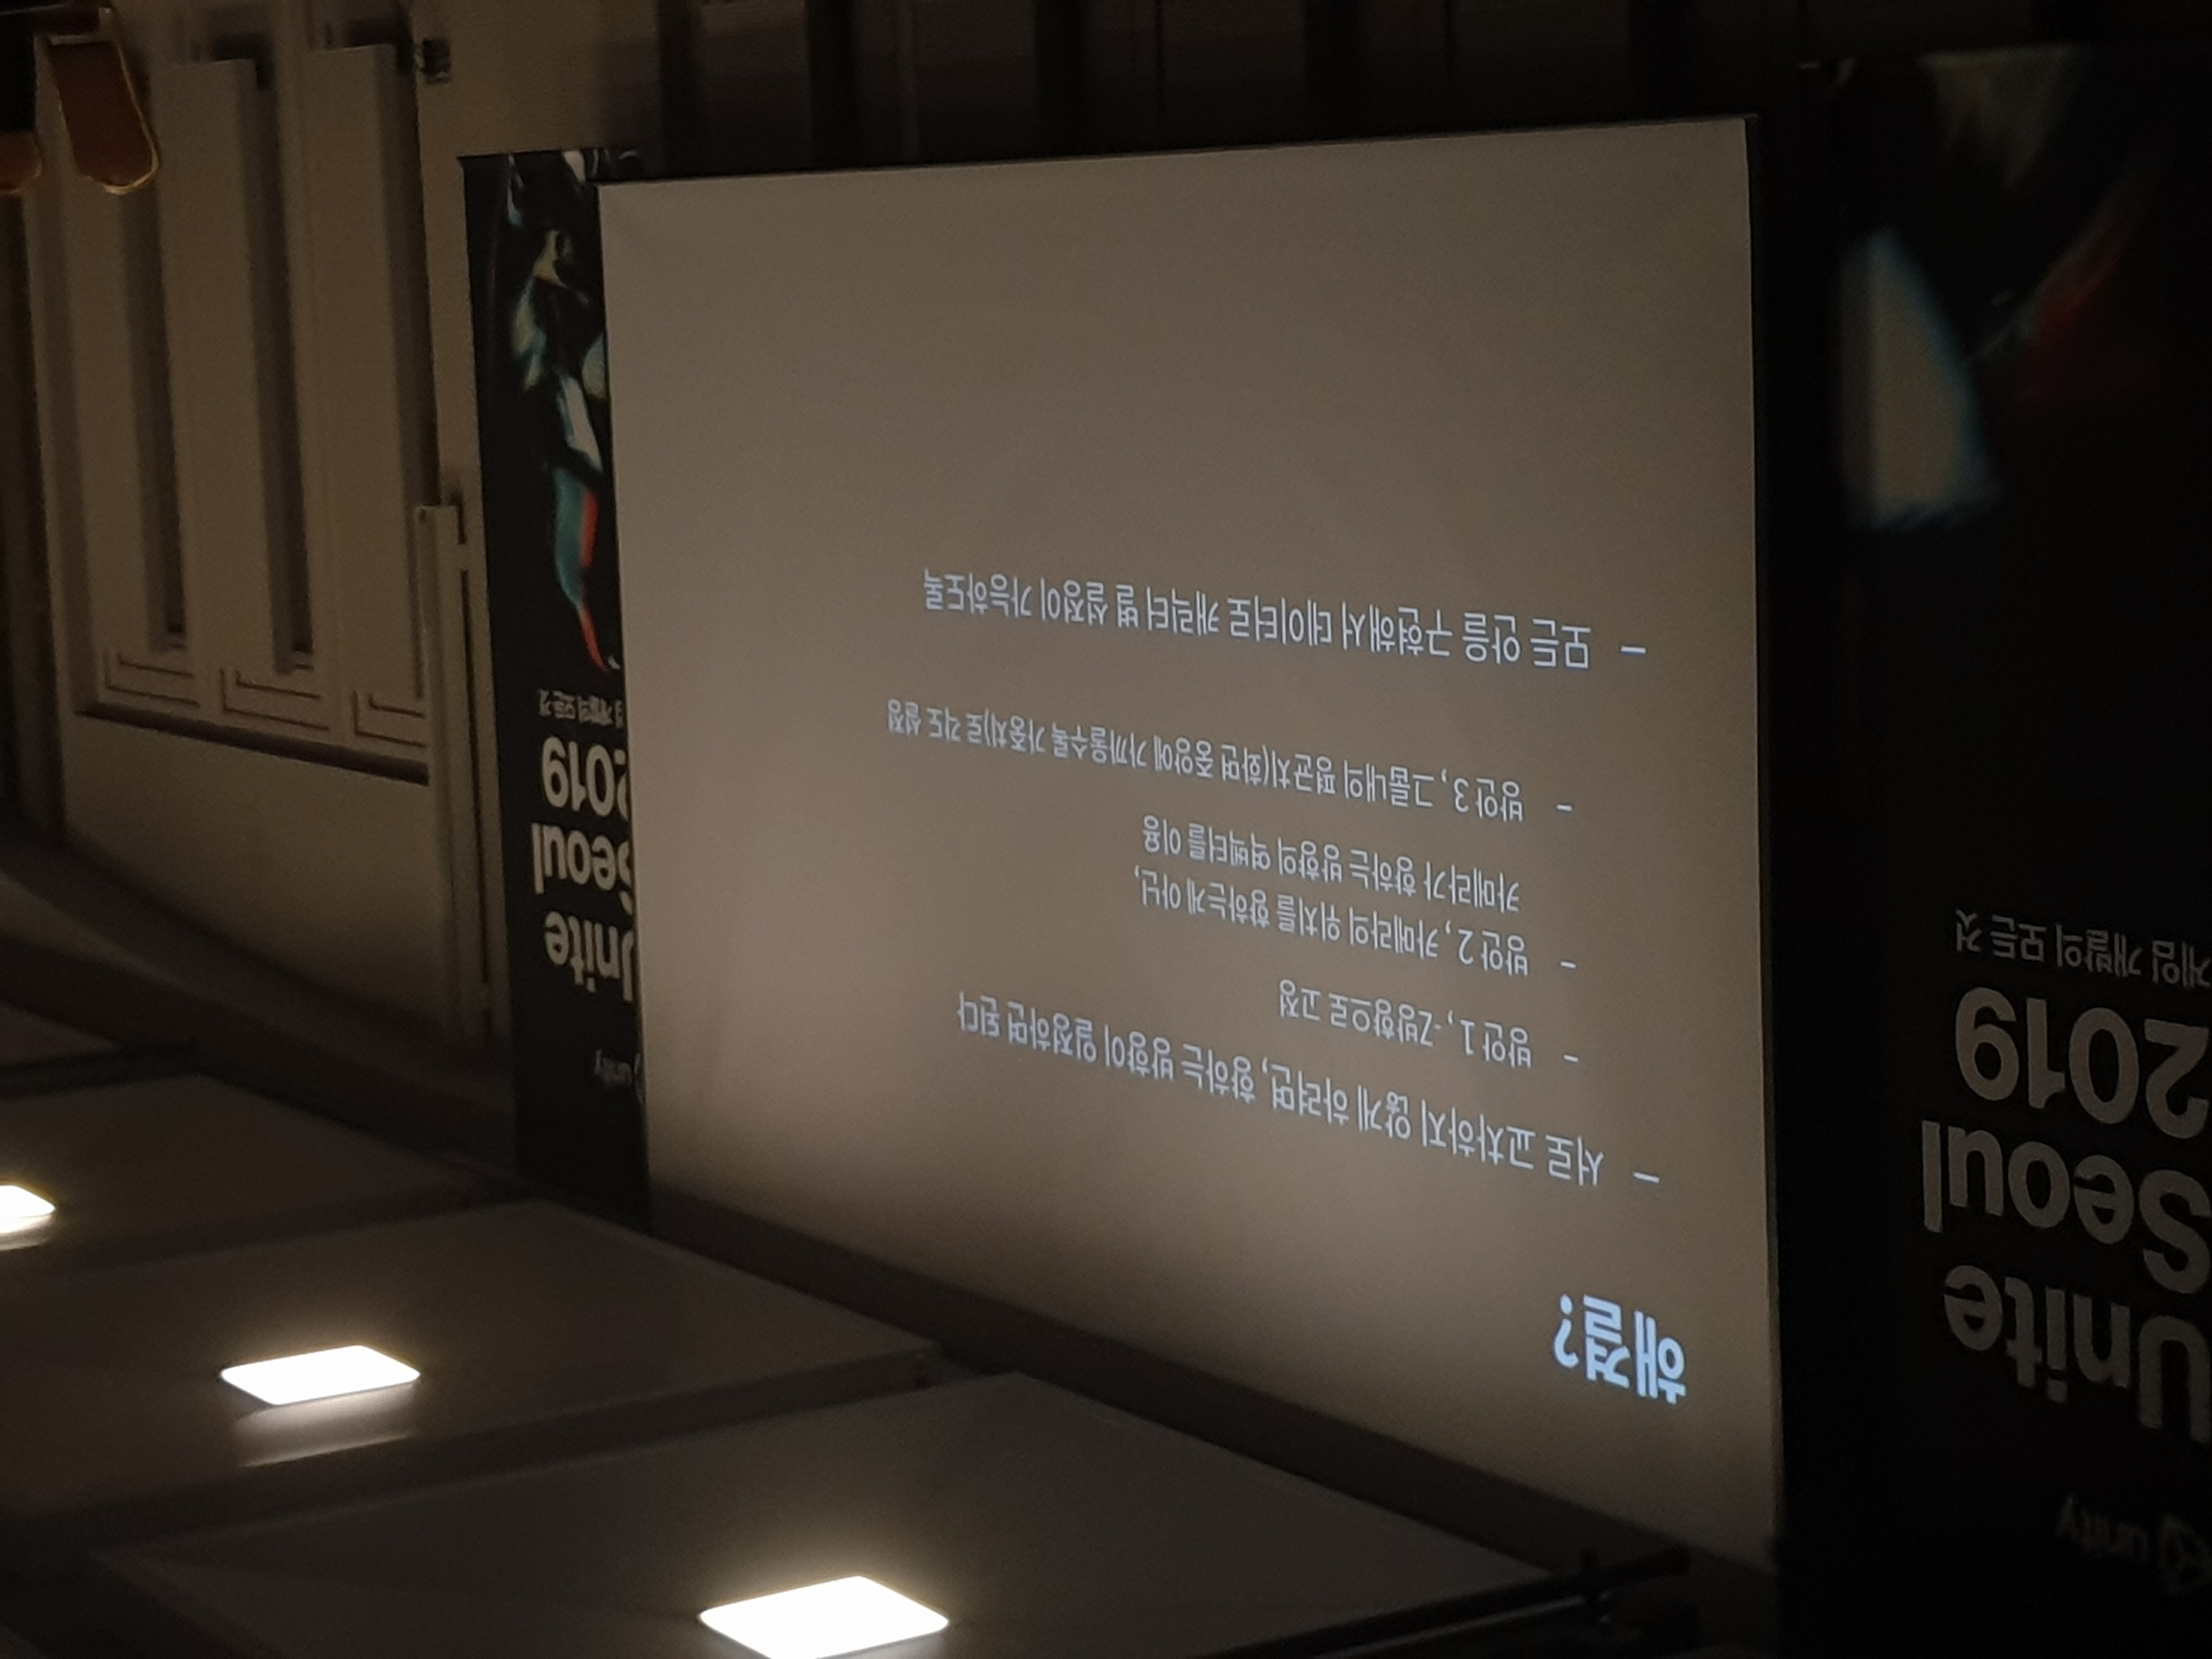 unity
Unite
Seoul
2019
게임 개발의 모든 것
해결?
– 서로 교차하지 않게 하려면, 향하는 방향이 일정하면 된다
– 방안 1 , -Z방향으로 고정
– 방안 2 , 카메라의 위치를 향하는게 아닌,
카메라가 향하는 방향의 역벡터를 이용
– 방안 3 , 그룹내의 평균치(화면 중앙에 가까울수록 가중치)로 각도 설정
– 모든 안을 구현해서 데이터로 캐릭터 별 설정이 가능하도록
unity
Unite
Seoul
2019
개발의 모든 것